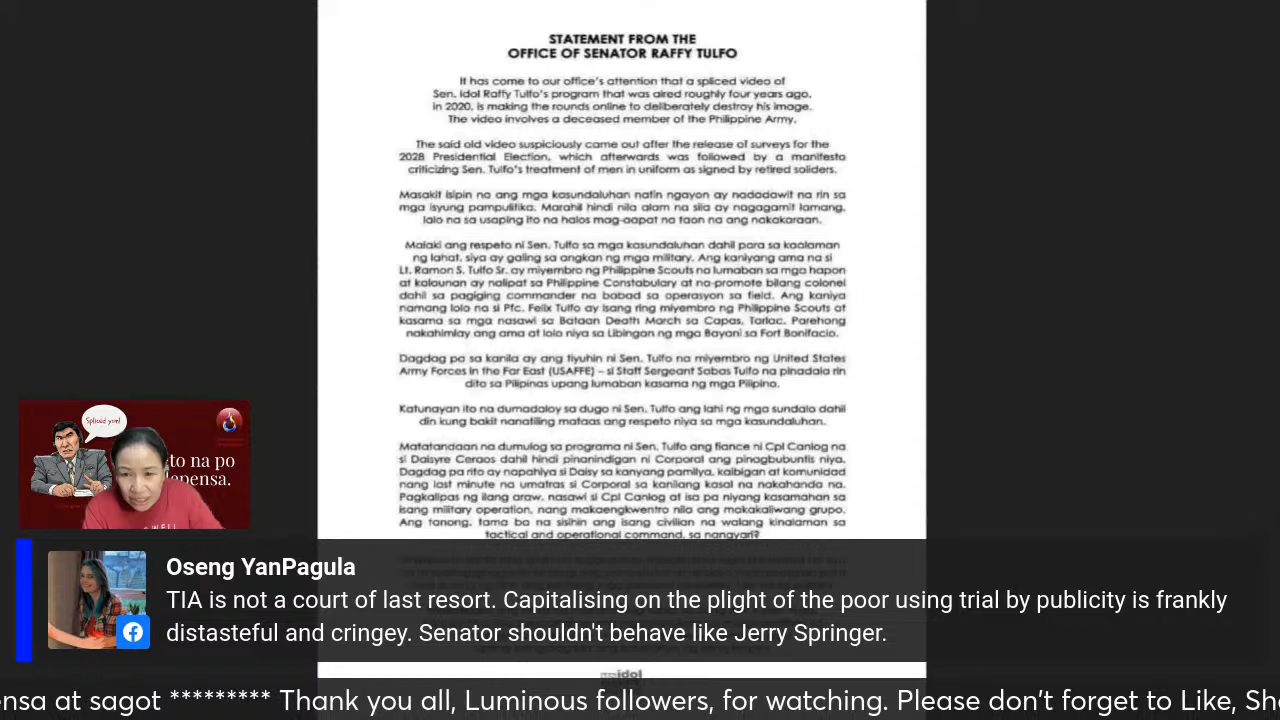 STATEMENT FROM THE
OFFICE OF SENATOR RAFFY TULFO
It has come to our office's attention that a spliced video of
Sen. Idol Raffy Tulfo's program that was aired roughly four years ago,
in 2020, is making the rounds online to deliberately destroy his image.
The video involves a deceased member of the Philippine Army.
The said old video suspiciously came out after the release of surveys for the
2028 Presidential Election, which afterwards was followed by a manifesto
criticizing Sen. Tulfo's treatment of men in uniform as signed by retired soliders.
Masakit isipin na ang mga kasundaluhan natin ngayon ay nadadawit na rin sa
mga isyung pampulitika. Marahil hindi nila alam na sila ay nagagamit lamang,
lalo na sa usaping ito na halos mag-aapat na taon na ang nakakaraan.
Malaki ang respeto ni Sen. Tulfo sa mga kasundaluhan dahil para sa kaalaman
ng lahat, siya ay galing sa angkan ng mga military. Ang kaniyang ama na si
Lt. Ramon S. Tulfo Sr. ay miyembro ng Philippine Scouts na lumaban sa mga hapon
at kalaunan ay nalipat sa Philippine Constabulary at na-promote bilang colonel
dahil sa pagiging commander na babad sa operasyon sa field. Ang kaniya
namang lolo na si Pfc. Felix Tulfo ay isang ring miyembro ng Philippine Scouts at
kasama sa mga nasawi sa Bataan Death March sa Capas, Tarlac. Parehong
nakahimlay ang ama at lolo niya sa Libingan ng mga Bayani sa Fort Bonifacio.
Dagdag pa sa kanila ay ang tiyuhin ni Sen. Tulfo na miyembro ng United States
Army Forces in the Far East (USAFFE) – si Staff Sergeant Sabas Tulfo na pinadala rin
dito sa Pilipinas upang lumaban kasama ng mga Pilipino.
Katunayan ito na dumadaloy sa dugo ni Sen. Tulfo ang lahi ng mga sundalo dahil
din kung bakit nanatiling mataas ang respeto niya sa mga kasundaluhan.
Matatandaan na dumulog sa programa ni Sen. Tulfo ang fiance ni Cpl Canlog na
si Daisyre Ceraos dahil hindi pinanindigan ni Corporal ang pinagbubuntis niya.
Dagdag pa rito ay napahiya si Daisy sa kanyang pamilya, kaibigan at komunidad
nang last minute na umatras si Corporal sa kanilang kasal na nakahanda na.
Pagkalipas ng ilang araw, nasawi si Cpl Canlog at isa pa niyang kasamahan sa
isang military operation, nang makaengkwentro nila ang makakaliwang grupo.
Ang tanong, tama ba na sisihin ang isang civilian na walang kinalaman sa
tactical and operational command, sa nangyari?
Spliced yun!
to na po
depensa.
WELL
Oseng YanPagula
TIA is not a court of last resort. Capitalising on the plight of the poor using trial by publicity is frankly
distasteful and cringey. Senator shouldn't behave like Jerry Springer.
idol
ensa at sagot ********* Thank you all, Luminous followers, for watching. Please don't forget to Like, Sh